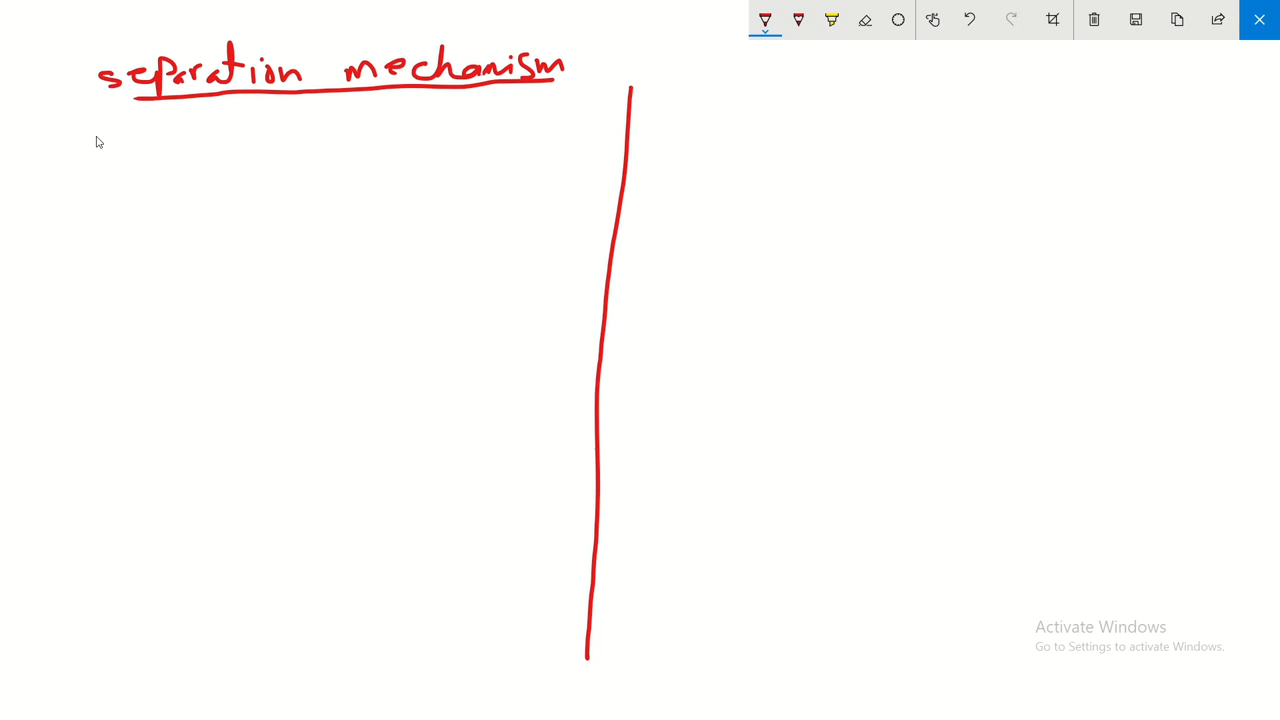 separation mechanism
Activate Windows
Go to Settings to activate Windows.